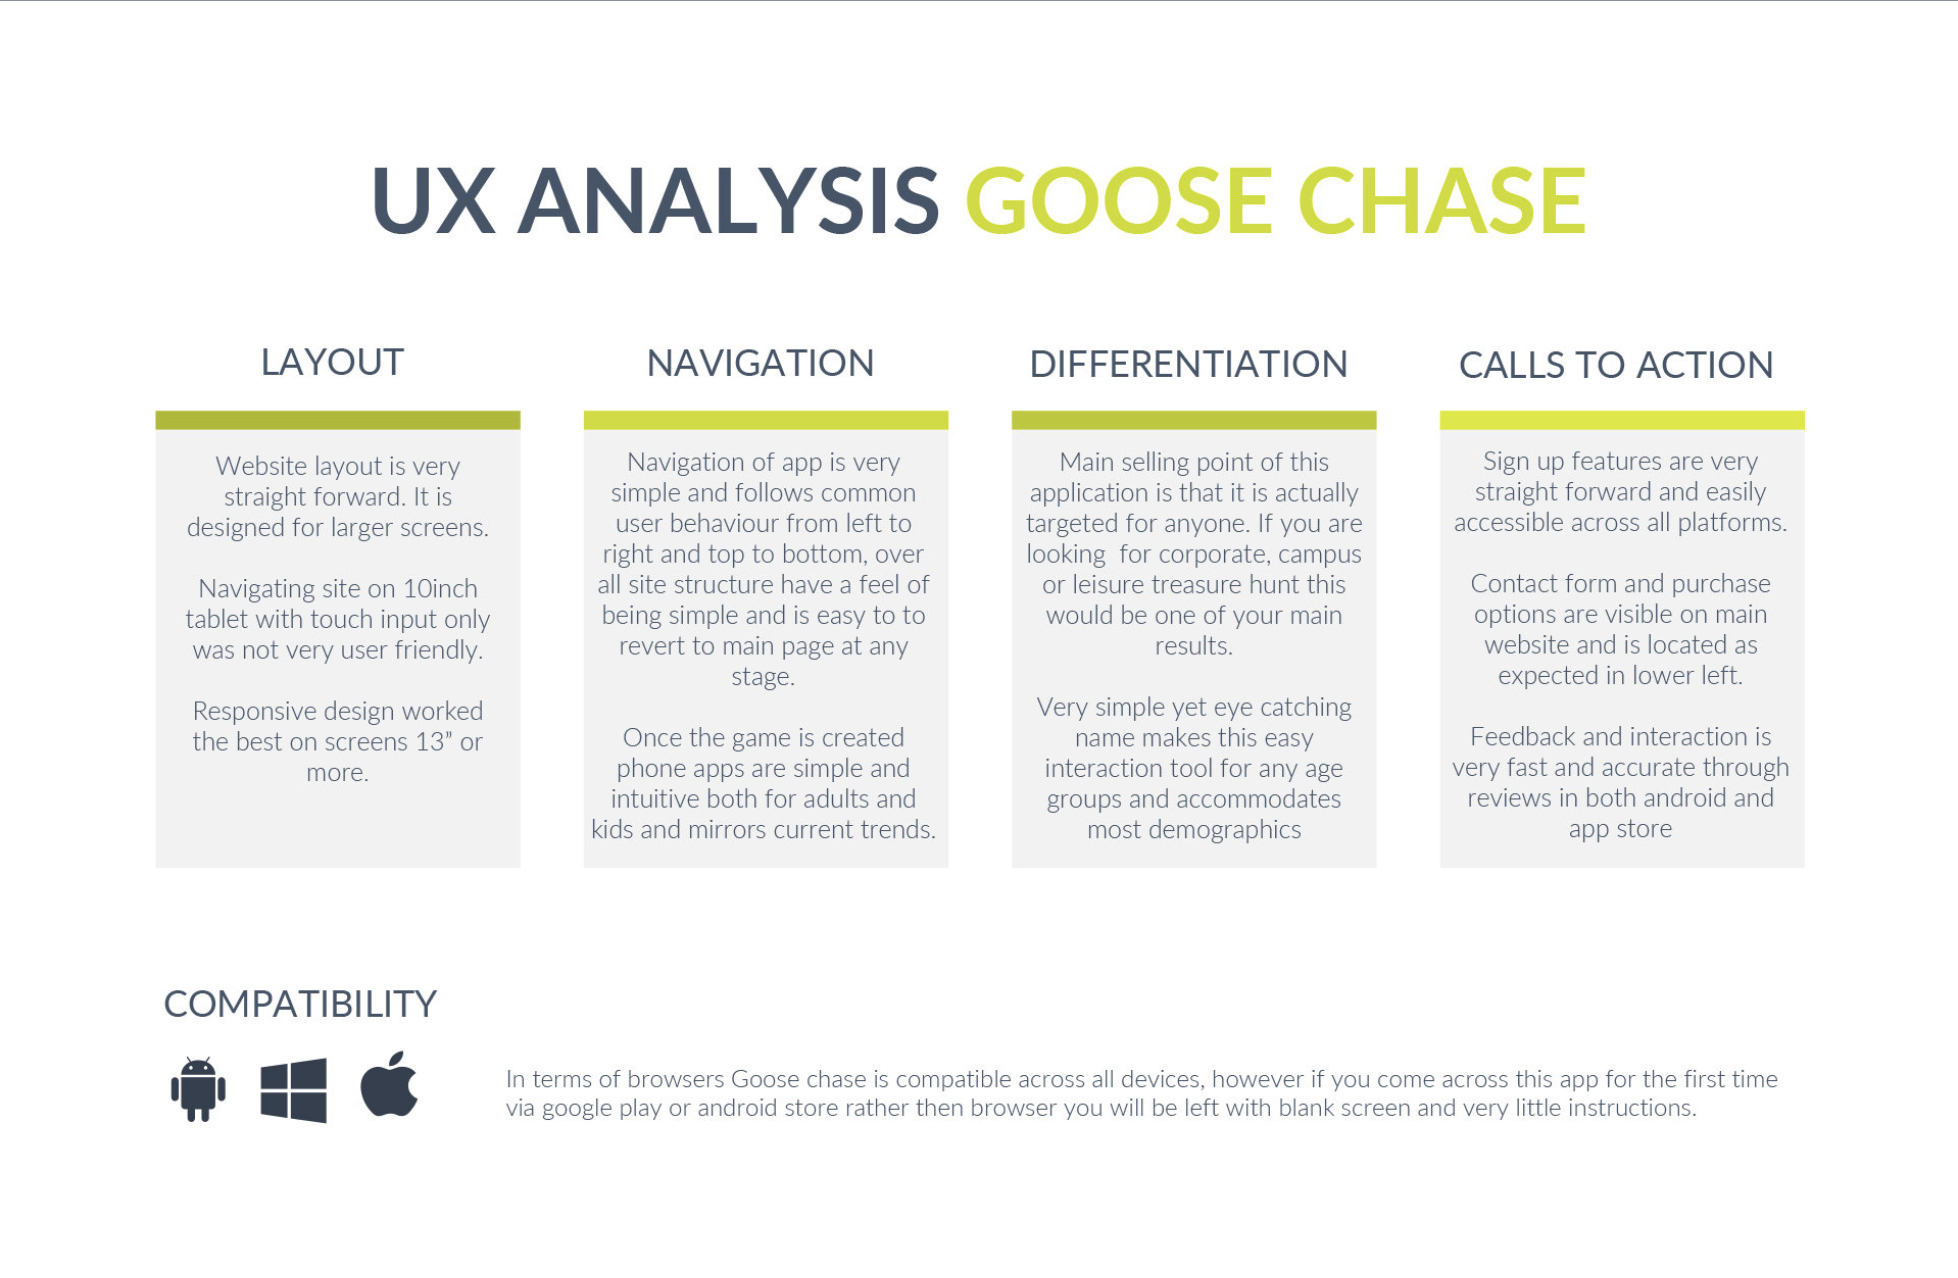 UX ANALYSIS GOOSE CHASE
LAYOUT
Website layout is very
straight forward. It is
designed for larger screens.
Navigating site on 10inch
tablet with touch input only
was not very user friendly.
Responsive design worked
the best on screens 13” or
more.
NAVIGATION
Navigation of app is very
simple and follows common
user behaviour from left to
right and top to bottom, over
all site structure have a feel of
being simple and is easy to to
revert to main page at any
stage.
Once the game is created
phone apps are simple and
intuitive both for adults and
kids and mirrors current trends.
DIFFERENTIATION
Main selling point of this
application is that it is actually
targeted for anyone. If you are
looking  for corporate, campus
or leisure treasure hunt this
would be one of your main
results.
Very simple yet eye catching
name makes this easy
interaction tool for any age
groups and accommodates
most demographics
CALLS TO ACTION
Sign up features are very
straight forward and easily
accessible across all platforms.
Contact form and purchase
options are visible on main
website and is located as
expected in lower left.
Feedback and interaction is
very fast and accurate through
reviews in both android and
app store
COMPATIBILITY
In terms of browsers Goose chase is compatible across all devices, however if you come across this app for the first time
via google play or android store rather then browser you will be left with blank screen and very little instructions.